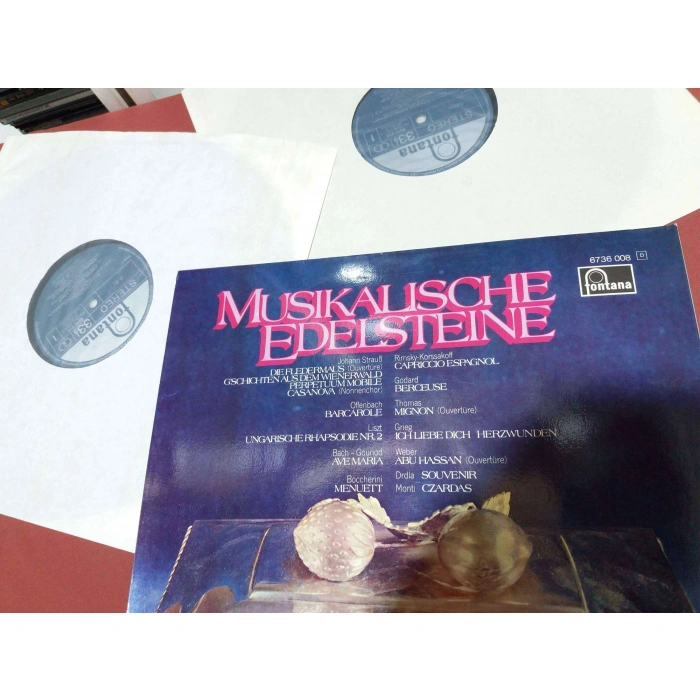 STEREO
33
fontana
STEREO
33
fontana
6736 008 D
fontana
MUSIKALISCHE
EDELSTEINE
Johann Strauß
DIE FLEDERMAUS (Ouvertüre)
G'SCHICHTEN AUS DEM WIENERWALD
PERPETUUM MOBILE
CASANOVA (Nonnenchor)
Offenbach
BARCAROLE
Liszt
UNGARISCHE RHAPSODIE NR. 2
Bach - Gounod
AVE MARIA
Boccherini
MENUETT
Rimsky-Korssakoff
CAPRICCIO ESPAGNOL
Godard
BERCEUSE
Thomas
MIGNON (Ouvertüre)
Grieg
ICH LIEBE DICH HERZWUNDEN
Weber
ABU HASSAN (Ouvertüre)
Drdla SOUVENIR
Monti CZARDAS